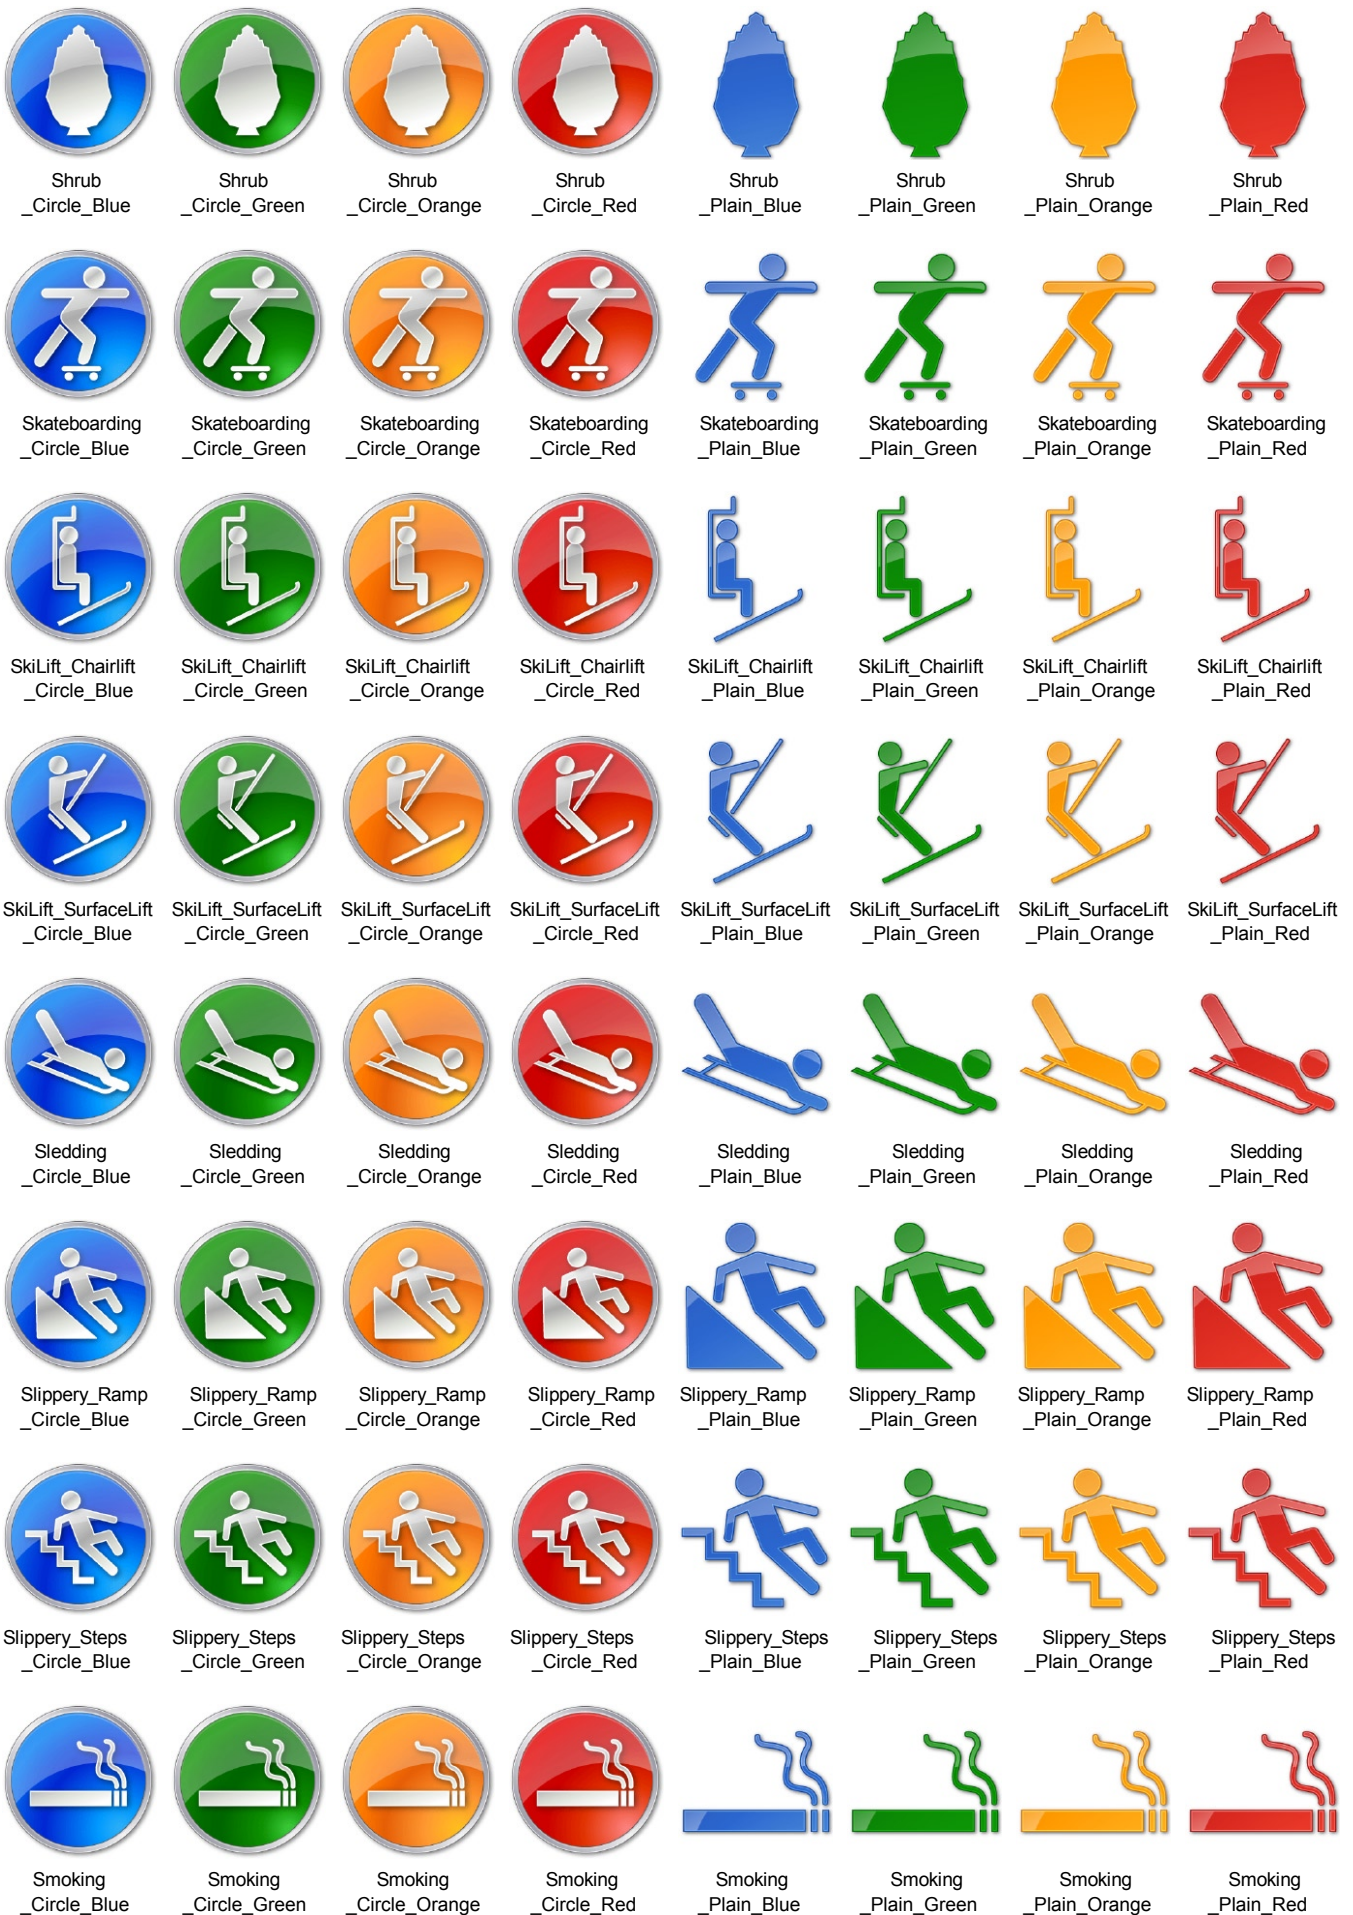 Shrub Shrub Shrub Shrub Shrub Shrub Shrub Shrub
_Circle_Blue _Circle_Green _Circle_Orange _Circle_Red _Plain_Blue _Plain_Green _Plain_Orange _Plain_Red
Skateboarding Skateboarding Skateboarding Skateboarding Skateboarding Skateboarding Skateboarding Skateboarding
_Circle_Blue _Circle_Green _Circle_Orange _Circle_Red _Plain_Blue _Plain_Green _Plain_Orange _Plain_Red
SkiLift_Chairlift SkiLift_Chairlift SkiLift_Chairlift SkiLift_Chairlift SkiLift_Chairlift SkiLift_Chairlift SkiLift_Chairlift SkiLift_Chairlift
_Circle_Blue _Circle_Green _Circle_Orange _Circle_Red _Plain_Blue _Plain_Green _Plain_Orange _Plain_Red
SkiLift_SurfaceLift SkiLift_SurfaceLift SkiLift_SurfaceLift SkiLift_SurfaceLift SkiLift_SurfaceLift SkiLift_SurfaceLift SkiLift_SurfaceLift SkiLift_SurfaceLift
_Circle_Blue _Circle_Green _Circle_Orange _Circle_Red _Plain_Blue _Plain_Green _Plain_Orange _Plain_Red
Sledding Sledding Sledding Sledding Sledding Sledding Sledding Sledding
_Circle_Blue _Circle_Green _Circle_Orange _Circle_Red _Plain_Blue _Plain_Green _Plain_Orange _Plain_Red
Slippery_Ramp Slippery_Ramp Slippery_Ramp Slippery_Ramp Slippery_Ramp Slippery_Ramp Slippery_Ramp Slippery_Ramp
_Circle_Blue _Circle_Green _Circle_Orange _Circle_Red _Plain_Blue _Plain_Green _Plain_Orange _Plain_Red
Slippery_Steps Slippery_Steps Slippery_Steps Slippery_Steps Slippery_Steps Slippery_Steps Slippery_Steps Slippery_Steps
_Circle_Blue _Circle_Green _Circle_Orange _Circle_Red _Plain_Blue _Plain_Green _Plain_Orange _Plain_Red
Smoking Smoking Smoking Smoking Smoking Smoking Smoking Smoking
_Circle_Blue _Circle_Green _Circle_Orange _Circle_Red _Plain_Blue _Plain_Green _Plain_Orange _Plain_Red